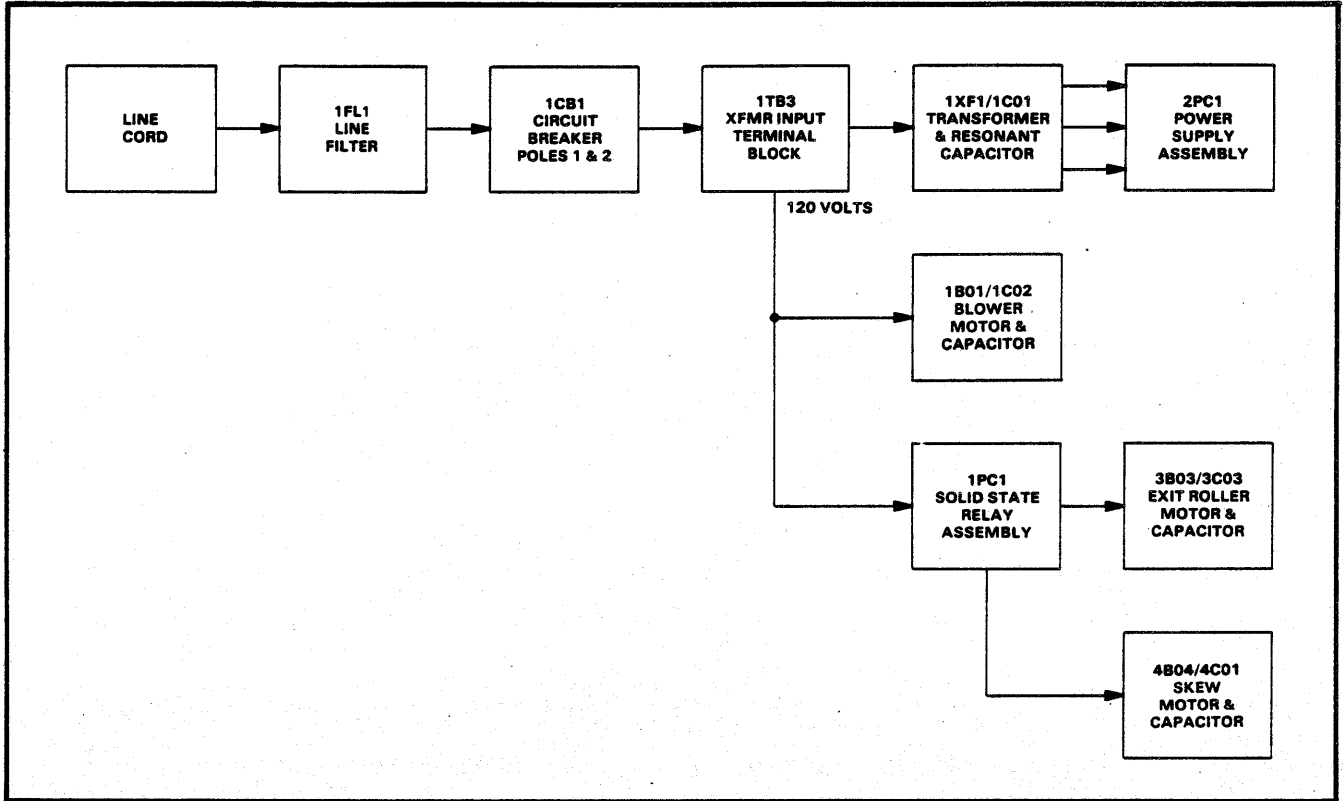 LINE
CORD
1FL1
LINE
FILTER
1CB1
CIRCUIT
BREAKER
POLES 1 & 2
1TB3
XFMR INPUT
TERMINAL
BLOCK
1XF1/1C01
TRANSFORMER
& RESONANT
CAPACITOR
2PC1
POWER
SUPPLY
ASSEMBLY
120 VOLTS
1B01/1C02
BLOWER
MOTOR &
CAPACITOR
1PC1
SOLID STATE
RELAY
ASSEMBLY
3B03/3C03
EXIT ROLLER
MOTOR &
CAPACITOR
4B04/4C01
SKEW
MOTOR &
CAPACITOR